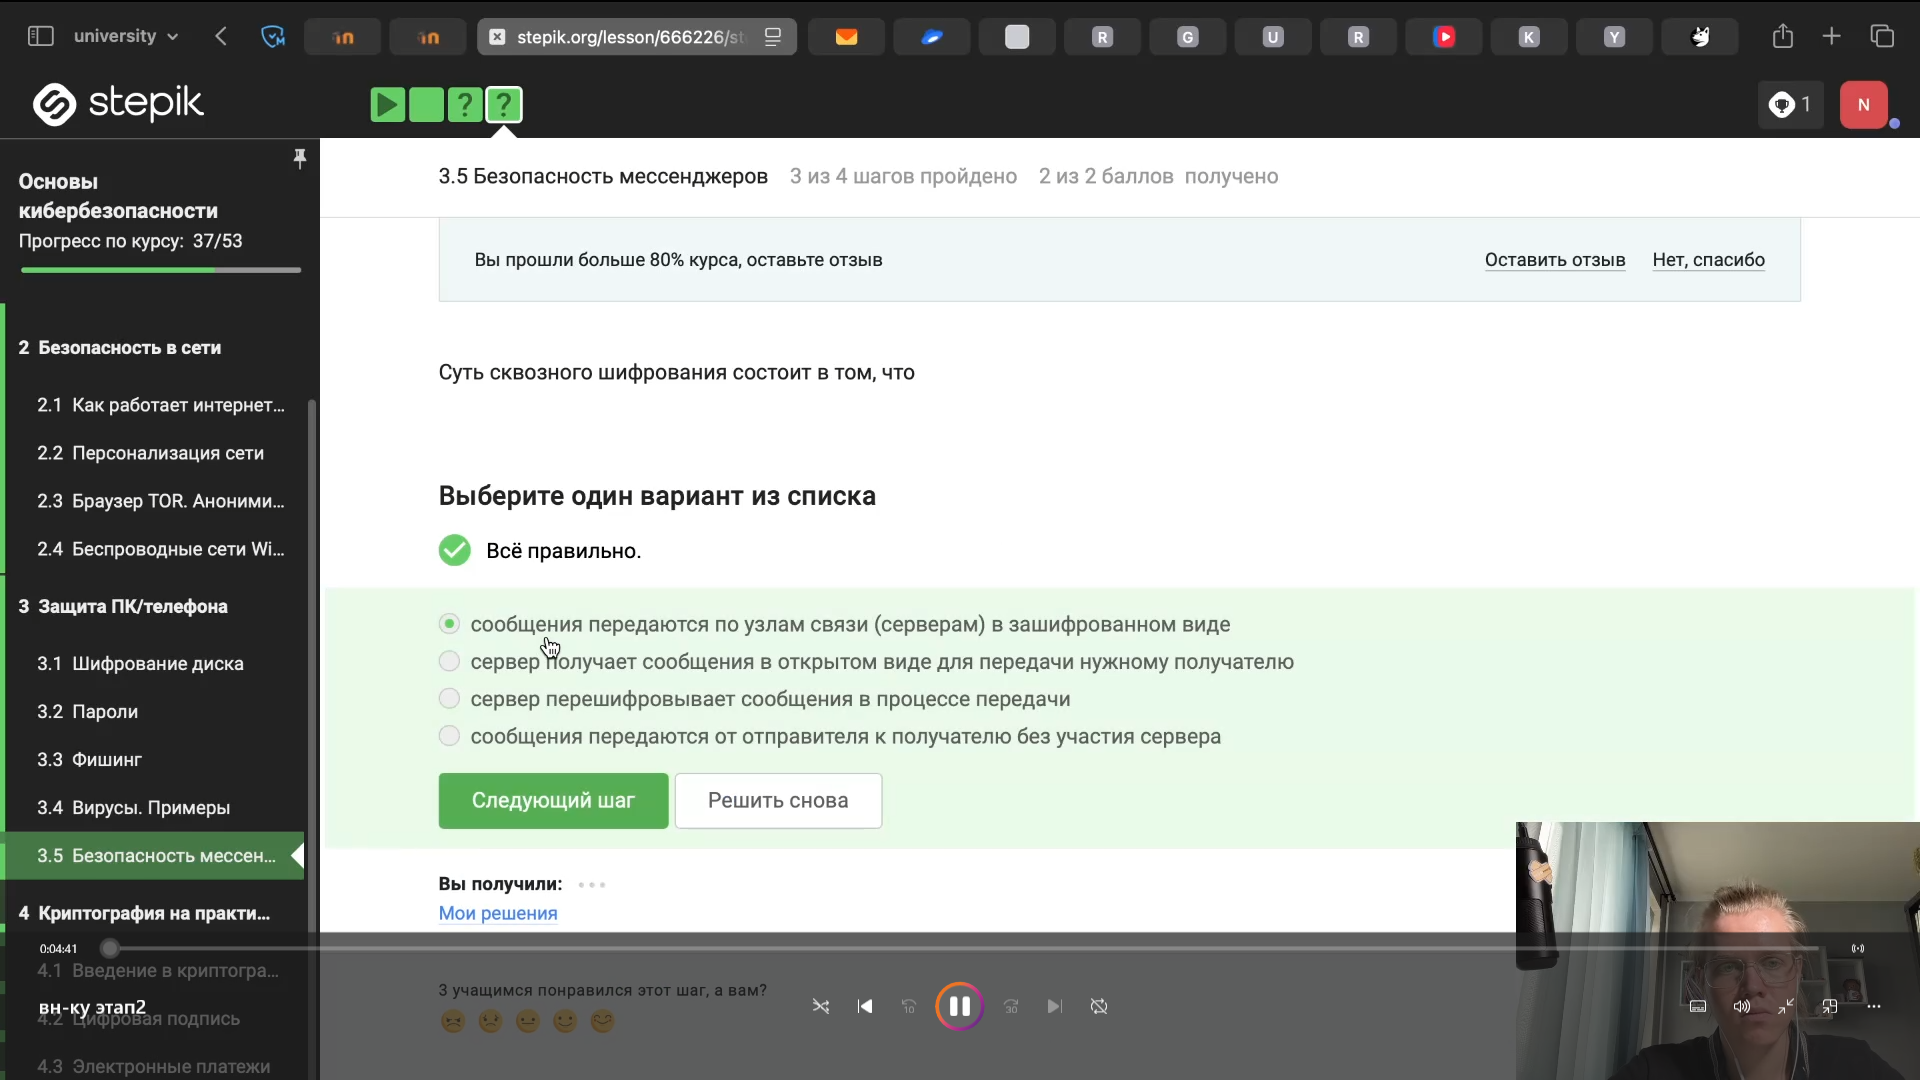 university
stepik.org/lesson/666226/st
R
G
U
R
K
Y
stepik
1
N
3.5 Безопасность мессенджеров 3 из 4 шагов пройдено 2 из 2 баллов получено
Основы
кибербезопасности
Прогресс по курсу: 37/53
2 Безопасность в сети
2.1 Как работает интернет...
2.2 Персонализация сети
2.3 Браузер TOR. Аноними...
2.4 Беспроводные сети Wi...
3 Защита ПК/телефона
3.1 Шифрование диска
3.2 Пароли
3.3 Фишинг
3.4 Вирусы. Примеры
3.5 Безопасность мессен...
4 Криптография на практи...
4.1 Введение в криптогра...
4.2 Цифровая подпись
4.3 Электронные платежи
Вы прошли больше 80% курса, оставьте отзыв
Оставить отзыв Нет, спасибо
Суть сквозного шифрования состоит в том, что
Выберите один вариант из списка
Всё правильно.
сообщения передаются по узлам связи (серверам) в зашифрованном виде
сервер получает сообщения в открытом виде для передачи нужному получателю
сервер перешифровывает сообщения в процессе передачи
сообщения передаются от отправителя к получателю без участия сервера
Следующий шаг Решить снова
Вы получили:
Мои решения
3 учащимся понравился этот шаг, а вам?
0:04:41
вн-ку этап2
10
30